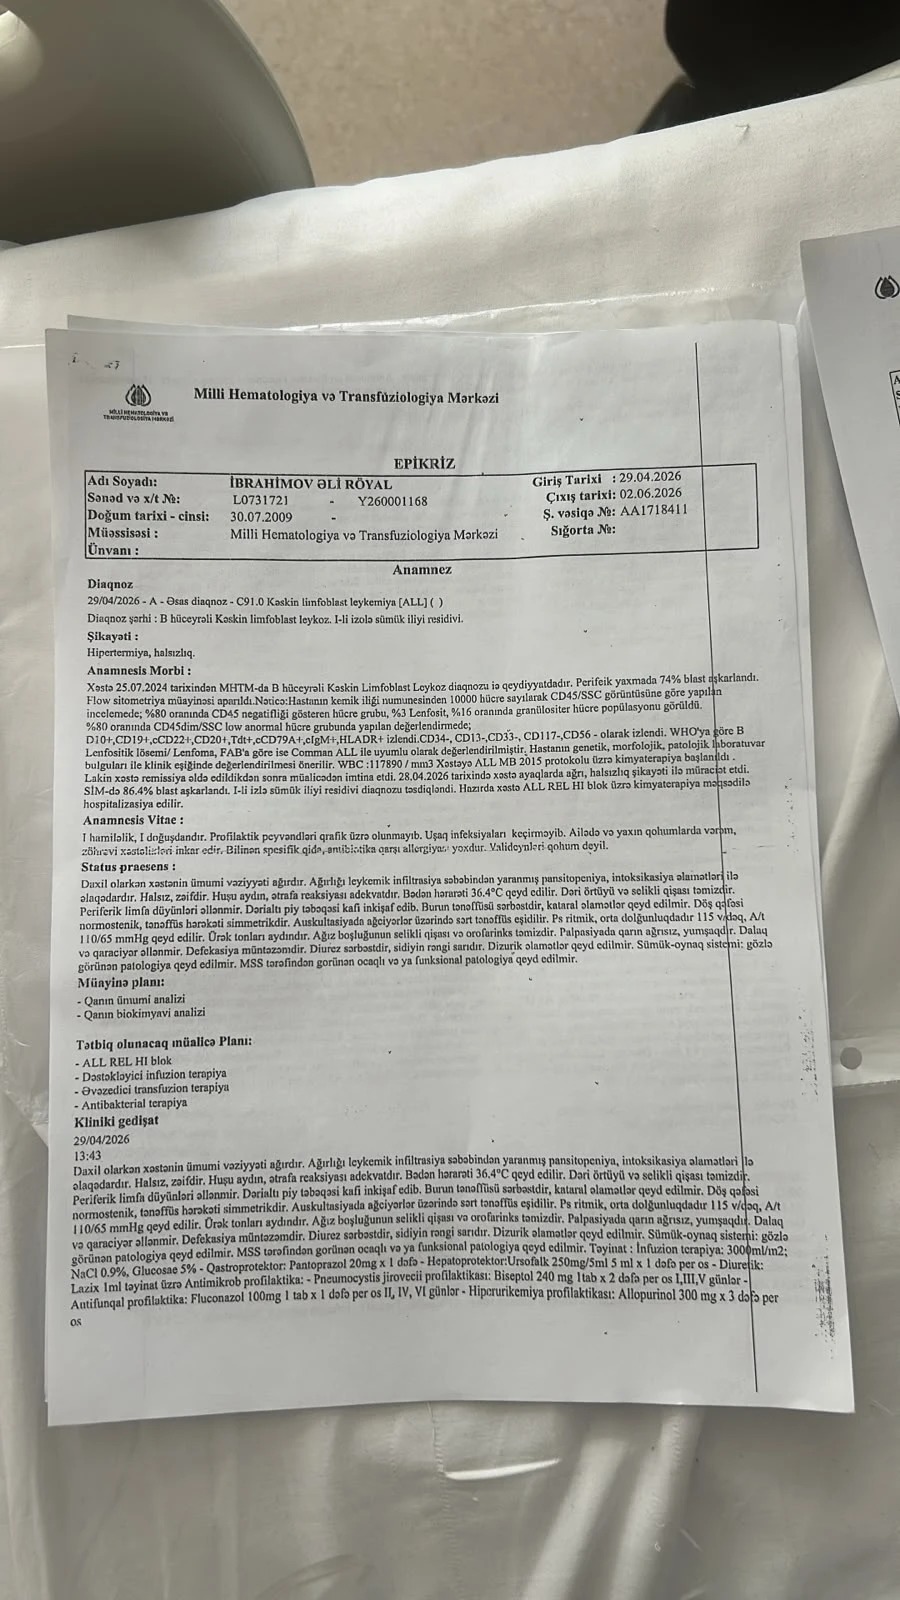 Milli Hematologiya və Transfüziologiya Mərkəzi
MİLLİ HEMATOLOGİYA VƏ
TRANSFUZİOLOGİYA MƏRKƏZİ
EPİKRİZ
Adı Soyadı: İBRAHİMOV ƏLİ RÖYAL Giriş Tarixi : 29.04.2026
Sənəd və x/t №: L0731721 - Y260001168 Çıxış tarixi: 02.06.2026
Doğum tarixi - cinsi: 30.07.2009 - Ş. vəsiqə №: AA1718411
Müəssisəsi : Milli Hematologiya və Transfuziologiya Mərkəzi Sığorta №:
Ünvanı :
Anamnez
Diaqnoz
29/04/2026 - A - Əsas diaqnoz - C91.0 Kəskin limfoblast leykemiya [ALL] ( )
Diaqnoz şərhi : B hüceyrəli Kəskin limfoblast leykoz. I-li izolə sümük iliyi residivi.
Şikayəti :
Hipertermiya, halsızlıq.
Anamnesis Morbi :
Xəstə 25.07.2024 tarixindən MHTM-da B hüceyrəli Kəskin Limfoblast Leykoz diaqnozu iə qeydiyyatdadır. Perifeik yaxmada 74% blast aşkarlandı.
Flow sitometriya müayinəsi aparıldı.Nəticə:Hastanın kemik iliği numunesinden 10000 hücre sayılarak CD45/SSC görüntüsüne göre yapılan
incelemede; %80 oranında CD45 negatifliği gösteren hücre grubu, %3 Lenfosit, %16 oranında granülositer hücre popülasyonu görüldü.
%80 oranında CD45dim/SSC low anormal hücre grubunda yapılan değerlendirmede;
D10+,CD19+,cCD22+,CD20+,Tdt+,cCD79A+,cIgM+,HLADR+ izlendi.CD34-, CD13-,CD33-, CD117-,CD56 - olarak izlendi. WHO'ya göre B
Lenfositik lösemi/ Lenfoma, FAB'a göre ise Comman ALL ile uyumlu olarak değerlendirilmiştir. Hastanın genetik, morfolojik, patolojik laboratuvar
bulguları ile klinik eşiğinde değerlendirilmesi önerilir. WBC :117890 / mm3 Xəstəyə ALL MB 2015 protokolu üzrə kimyaterapiya başlanıldı .
Lakin xəstə remissiya əldə edildikdən sonra müalicədən imtina etdi. 28.04.2026 tarixində xəstə ayaqlarda ağrı, halsızlıq şikayəti ilə müraciət etdi.
SİM-də 86.4% blast aşkarlandı. I-li izlə sümük iliyi residivi diaqnozu təsdiqləndi. Hazırda xəstə ALL REL HI blok üzrə kimyaterapiya məqsədilə
hospitalizasiya edilir.
Anamnesis Vitae :
I hamiləlik, I doğuşdandır. Profilaktik peyvəndləri qrafik üzrə olunmayıb. Uşaq infeksiyaları keçirməyib. Ailədə və yaxın qohumlarda vərəm,
zöhrəvi xəstəlikləri inkar edir. Bilinən spesifik qida, antibiotikə qarşı allergiyası yoxdur. Valideynləri qohum deyil.
Status praesens :
Daxil olarkən xəstənin ümumi vəziyyəti ağırdır. Ağırlığı leykemik infiltrasiya səbəbindən yaranmış pansitopeniya, intoksikasiya əlamətləri ilə
əlaqədardır. Halsız, zəifdir. Huşu aydın, ətrafa reaksiyası adekvatdır. Bədən hərarəti 36.4°C qeyd edilir. Dəri örtüyü və selikli qişası təmizdir.
Periferik limfa düyünləri əllənmir. Dərialtı piy təbəqəsi kafi inkişaf edib. Burun tənəffüsü sərbəstdir, kataral əlamətlər qeyd edilmir. Döş qəfəsi
normostenik, tənəffüs hərəkəti simmetrikdir. Auskultasiyada ağciyərlər üzərində sərt tənəffüs eşidilir. Ps ritmik, orta dolğunluqdadır 115 v/dəq, A/t
110/65 mmHg qeyd edilir. Ürək tonları aydındır. Ağız boşluğunun selikli qişası və orofarinks təmizdir. Palpasiyada qarın ağrısız, yumşaqdır. Dalaq
və qaraciyər əllənmir. Defekasiya müntəzəmdir. Diurez sərbəstdir, sidiyin rəngi sarıdır. Dizurik əlamətlər qeyd edilmir. Sümük-oynaq sistemi: gözlə
görünən patologiya qeyd edilmir. MSS tərəfindən gorünən ocaqlı və ya funksional patologiya qeyd edilmir.
Müayinə planı:
- Qanın ümumi analizi
- Qanın biokimyavi analizi
Tətbiq olunacaq müalicə Planı:
- ALL REL HI blok
- Dəstəkləyici infuzion terapiya
- Əvəzedici transfuzion terapiya
- Antibakterial terapiya
Kliniki gedişat
29/04/2026
13:43
Daxil olarkən xəstənin ümumi vəziyyəti ağırdır. Ağırlığı leykemik infiltrasiya səbəbindən yaranmış pansitopeniya, intoksikasiya əlamətləri ilə
əlaqədardır. Halsız, zəifdir. Huşu aydın, ətrafa reaksiyası adekvatdır. Bədən hərarəti 36.4°C qeyd edilir. Dəri örtüyü və selikli qişası təmizdir.
Periferik limfa düyünləri əllənmir. Dərialtı piy təbəqəsi kafi inkişaf edib. Burun tənəffüsü sərbəstdir, kataral əlamətlər qeyd edilmir. Döş qəfəsi
normostenik, tənəffüs hərəkəti simmetrikdir. Auskultasiyada ağciyərlər üzərində sərt tənəffüs eşidilir. Ps ritmik, orta dolğunluqdadır 115 v/dəq, A/t
110/65 mmHg qeyd edilir. Ürək tonları aydındır. Ağız boşluğunun selikli qişası və orofarinks təmizdir. Palpasiyada qarın ağrısız, yumşaqdır. Dalaq
və qaraciyər əllənmir. Defekasiya müntəzəmdir. Diurez sərbəstdir, sidiyin rəngi sarıdır. Dizurik əlamətlər qeyd edilmir. Sümük-oynaq sistemi: gözlə
görünən patologiya qeyd edilmir. MSS tərəfindən gorünən ocaqlı və ya funksional patologiya qeyd edilmir. Təyinat : İnfuzion terapiya: 3000ml/m2;
NaCl 0.9%, Glucosae 5% - Qastroprotektor: Pantoprazol 20mg x 1 dəfə - Hepatoprotektor:Ursofalk 250mg/5ml 5 ml x 1 dəfə per os - Diuretik:
Lazix 1ml təyinat üzrə Antimikrob profilaktika: - Pneumocystis jirovecii profilaktikası: Biseptol 240 mg 1tab x 2 dəfə per os I,III,V günlər -
Antifunqal profilaktika: Fluconazol 100mg 1 tab x 1 dəfə per os II, IV, VI günlər - Hiperurikemiya profilaktikası: Allopurinol 300 mg x 3 dəfə per
os